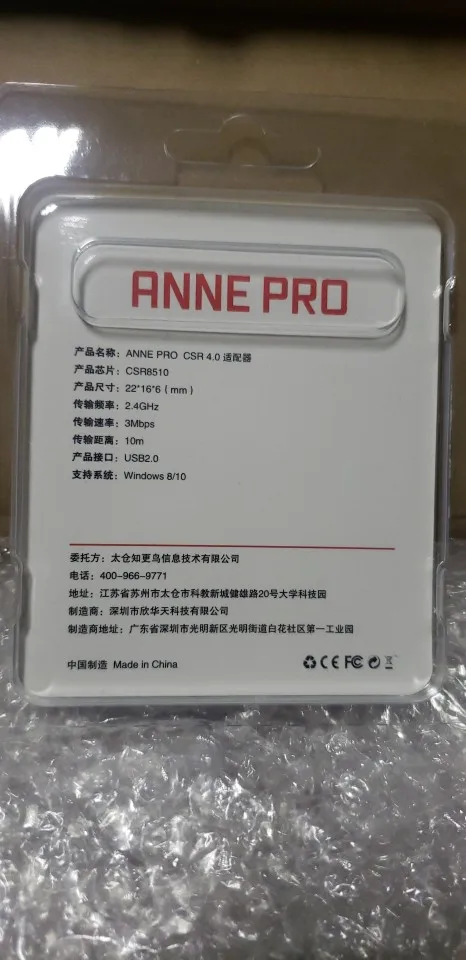 ANNE PRO
产品名称：ANNE PRO CSR 4.0 适配器
产品芯片：CSR8510
产品尺寸：22*16*6（mm）
传输频率：2.4GHz
传输速率：3Mbps
传输距离：10m
产品接口：USB2.0
支持系统：Windows 8/10
委托方：太仓知更鸟信息技术有限公司
电话：400-966-9771
地址：江苏省苏州市太仓市科教新城健雄路20号大学科技园
制造商：深圳市欣华天科技有限公司
制造商地址：广东省深圳市光明新区光明街道白花社区第一工业园
中国制造 Made in China
CE FC